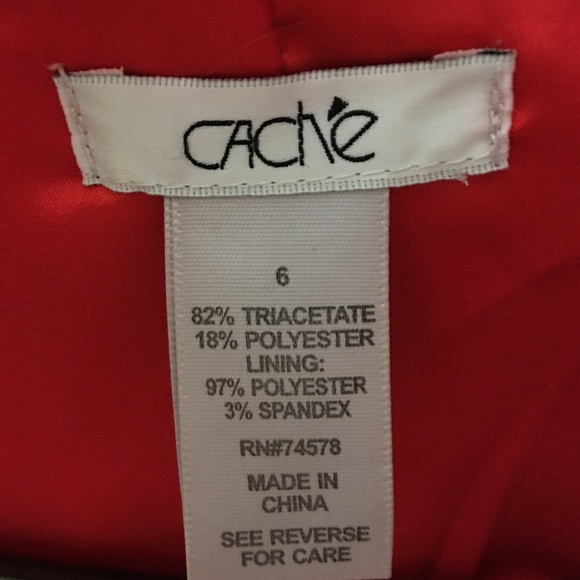 CACHÉ
6
82% TRIACETATE
18% POLYESTER
LINING:
97% POLYESTER
3% SPANDEX
RN#74578
MADE IN
CHINA
SEE REVERSE
FOR CARE